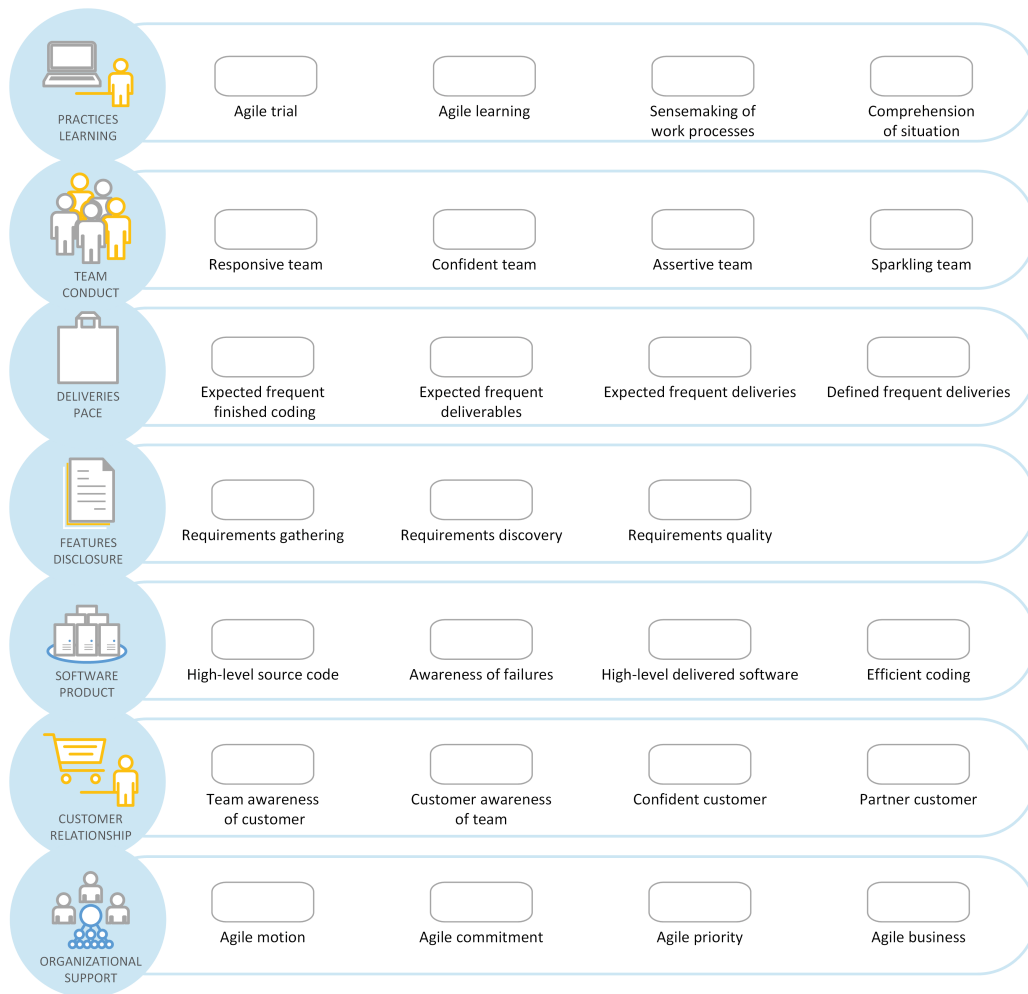 PRACTICES
LEARNING
Agile trial
Agile learning
Sensemaking of
work processes
Comprehension
of situation
TEAM
CONDUCT
Responsive team
Confident team
Assertive team
Sparkling team
DELIVERIES
PACE
Expected frequent
finished coding
Expected frequent
deliverables
Expected frequent deliveries
Defined frequent deliveries
FEATURES
DISCLOSURE
Requirements gathering
Requirements discovery
Requirements quality
SOFTWARE
PRODUCT
High-level source code
Awareness of failures
High-level delivered software
Efficient coding
CUSTOMER
RELATIONSHIP
Team awareness
of customer
Customer awareness
of team
Confident customer
Partner customer
ORGANIZATIONAL
SUPPORT
Agile motion
Agile commitment
Agile priority
Agile business